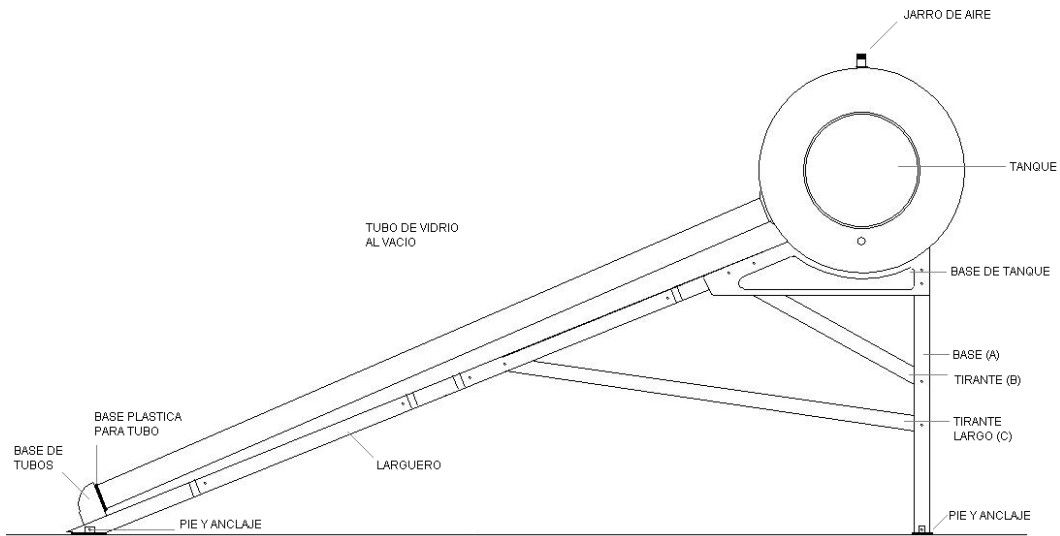 JARRO DE AIRE
TANQUE
TUBO DE VIDRIO
AL VACIO
BASE DE TANQUE
BASE (A)
TIRANTE (B)
BASE PLASTICA
PARA TUBO
TIRANTE
LARGO (C)
BASE DE
TUBOS
LARGUERO
PIE Y ANCLAJE
PIE Y ANCLAJE